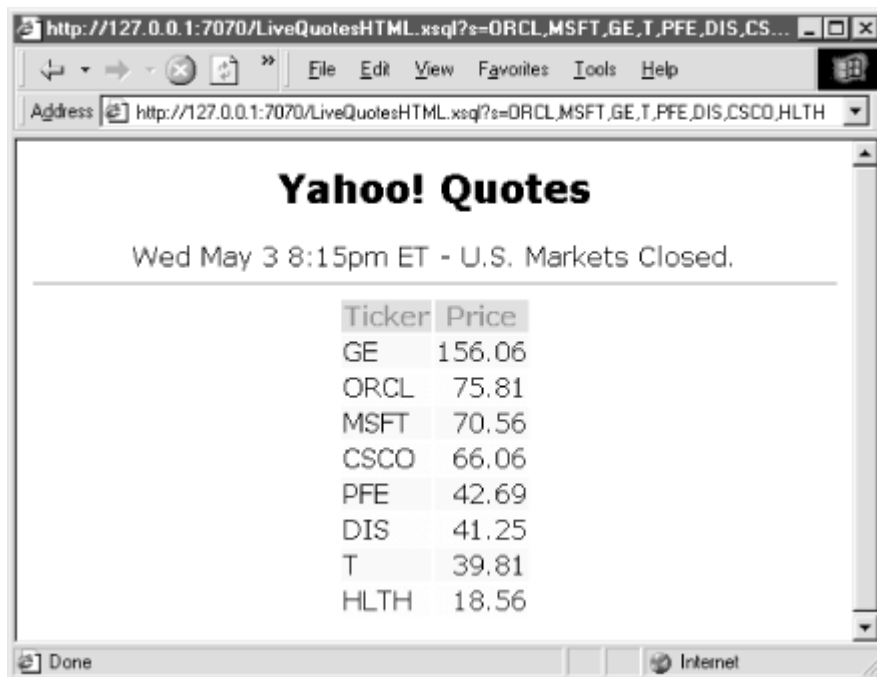 http://127.0.0.1:7070/LiveQuotesHTML.xsql?s=ORCL,MSFT,GE,T,PFE,DIS,CS...
» File Edit View Favorites Tools Help
Address http://127.0.0.1:7070/LiveQuotesHTML.xsql?s=ORCL,MSFT,GE,T,PFE,DIS,CSCO,HLTH
Yahoo! Quotes
Wed May 3 8:15pm ET - U.S. Markets Closed.
Ticker Price
GE 156.06
ORCL 75.81
MSFT 70.56
CSCO 66.06
PFE 42.69
DIS 41.25
T 39.81
HLTH 18.56
Done Internet